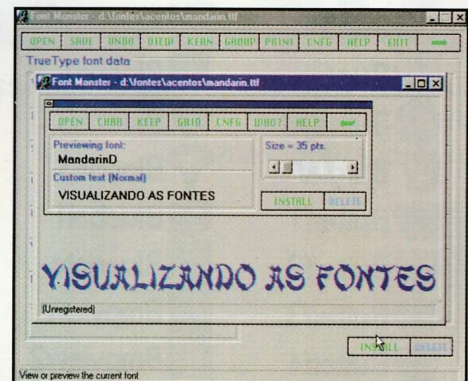 Font Monster - d:\fontes\acentos\mandarin.ttf
OPEN SAVE UNDO VIEW KERN GROUP PRINT CNFG HELP EXIT
TrueType font data
Font Monster - d:\fontes\acentos\mandarin.ttf
OPEN CHAR KEEP GRID CNFG WHO? HELP
Previewing font:
MandarinD
Size = 35 pts.
Custom text (Normal)
VISUALIZANDO AS FONTES
INSTALL DELETE
VISUALIZANDO AS FONTES
(Unregistered)
INSTALL DELETE
View or preview the current font